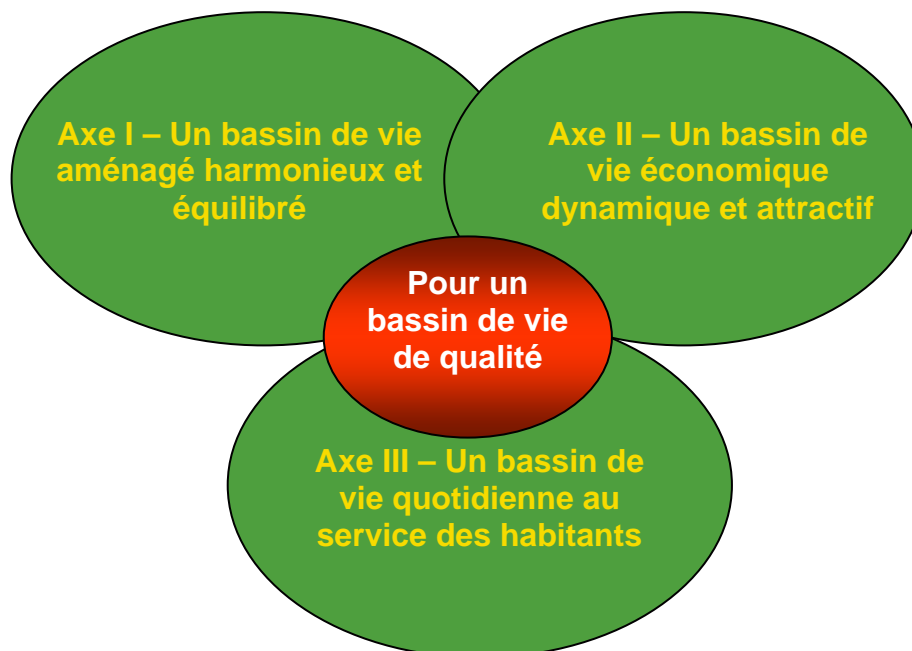 Axe I – Un bassin de vie
aménagé harmonieux et
équilibré
Axe II – Un bassin de
vie économique
dynamique et attractif
Pour un
bassin de vie
de qualité
Axe III – Un bassin de
vie quotidienne au
service des habitants